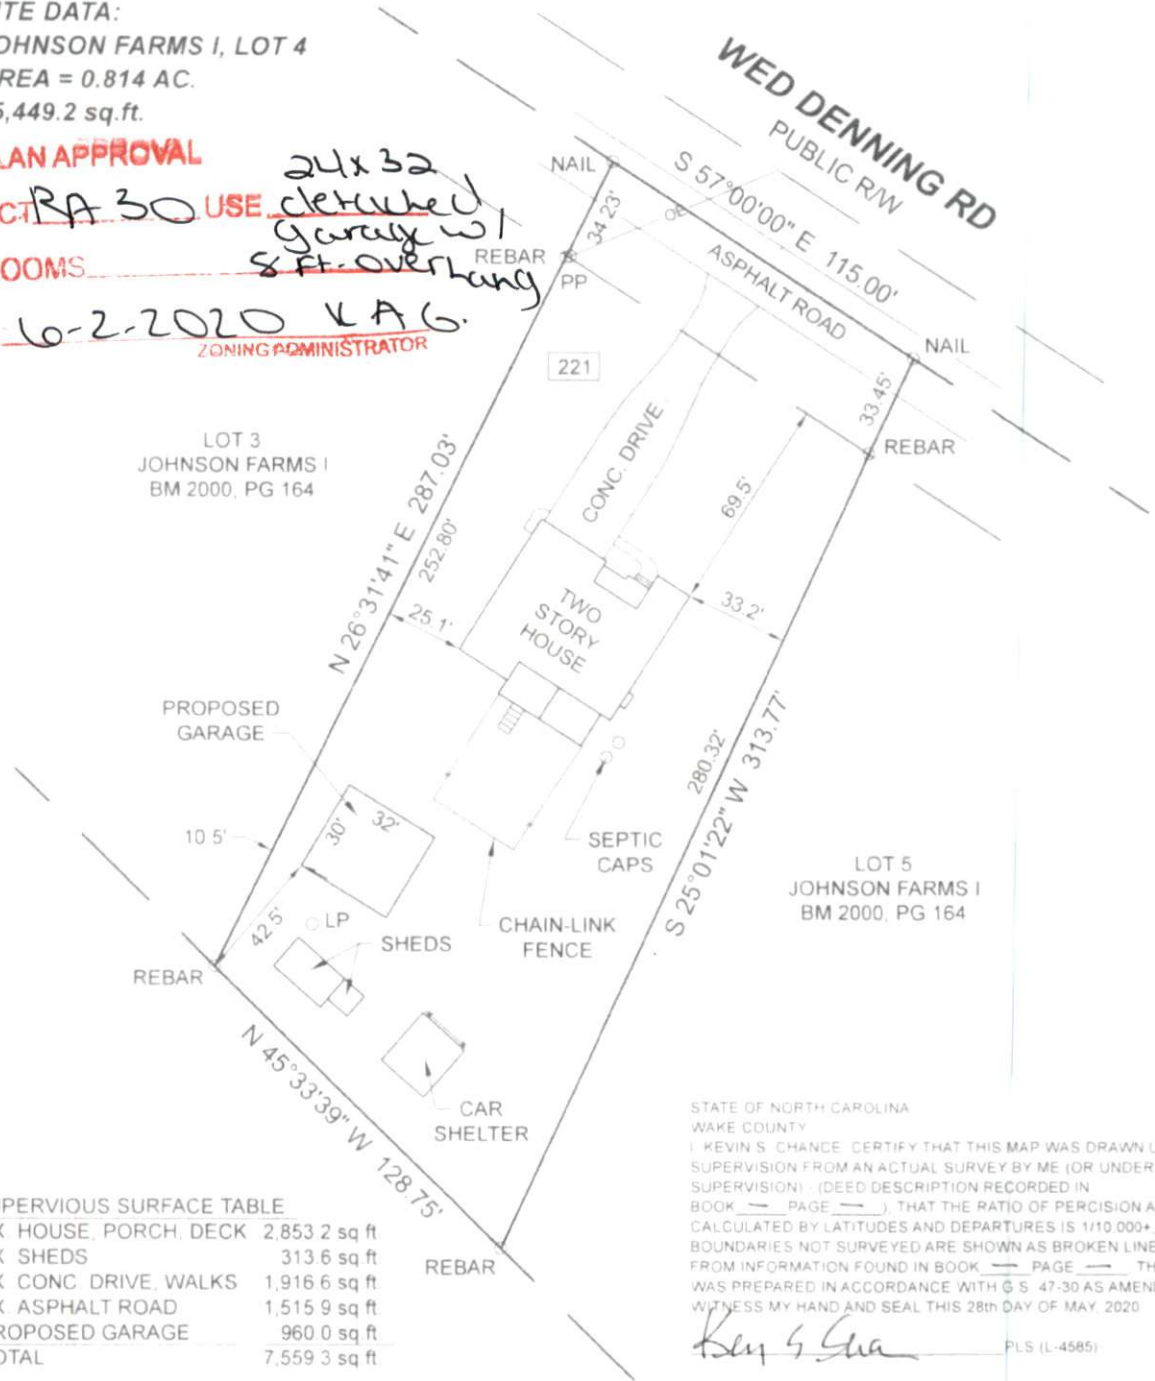 ITE DATA:
OHNSON FARMS I, LOT 4
REA = 0.814 AC.
5,449.2 sq.ft.
LAN APPROVAL
CT RA 30 USE 24x32
detached
garage w/
OOMS 8 Ft. overhang
6-2-2020 KAG.
ZONING ADMINISTRATOR
WED DENNING RD
PUBLIC R/W
NAIL
S 57°00'00" E 115.00'
OE
34.23'
REBAR
PP
ASPHALT ROAD
NAIL
221
33.45'
REBAR
LOT 3
JOHNSON FARMS I
BM 2000, PG 164
CONC. DRIVE
69.5'
N 26°31'41" E 287.03'
252.80'
25.1'
TWO
STORY
HOUSE
33.2'
PROPOSED
GARAGE
280.32'
S 25°01'22" W 313.77'
10.5'
30'
32'
SEPTIC
CAPS
LOT 5
JOHNSON FARMS I
BM 2000, PG 164
42.5'
LP
SHEDS
CHAIN-LINK
FENCE
REBAR
N 45°33'39" W 128.75'
CAR
SHELTER
REBAR
PERVIOUS SURFACE TABLE
X HOUSE, PORCH, DECK 2,853.2 sq ft
X SHEDS 313.6 sq ft
X CONC DRIVE, WALKS 1,916.6 sq ft
X. ASPHALT ROAD 1,515.9 sq ft
ROPOSED GARAGE 960.0 sq ft
OTAL 7,559.3 sq ft
STATE OF NORTH CAROLINA
WAKE COUNTY
I KEVIN S. CHANCE CERTIFY THAT THIS MAP WAS DRAWN U
SUPERVISION FROM AN ACTUAL SURVEY BY ME (OR UNDER
SUPERVISION) - (DEED DESCRIPTION RECORDED IN
BOOK — PAGE — ), THAT THE RATIO OF PERCISION A
CALCULATED BY LATITUDES AND DEPARTURES IS 1/10,000+,
BOUNDARIES NOT SURVEYED ARE SHOWN AS BROKEN LINE
FROM INFORMATION FOUND IN BOOK — PAGE — TH
WAS PREPARED IN ACCORDANCE WITH G.S. 47-30 AS AMEND
WITNESS MY HAND AND SEAL THIS 28th DAY OF MAY, 2020
PLS (L-4585)